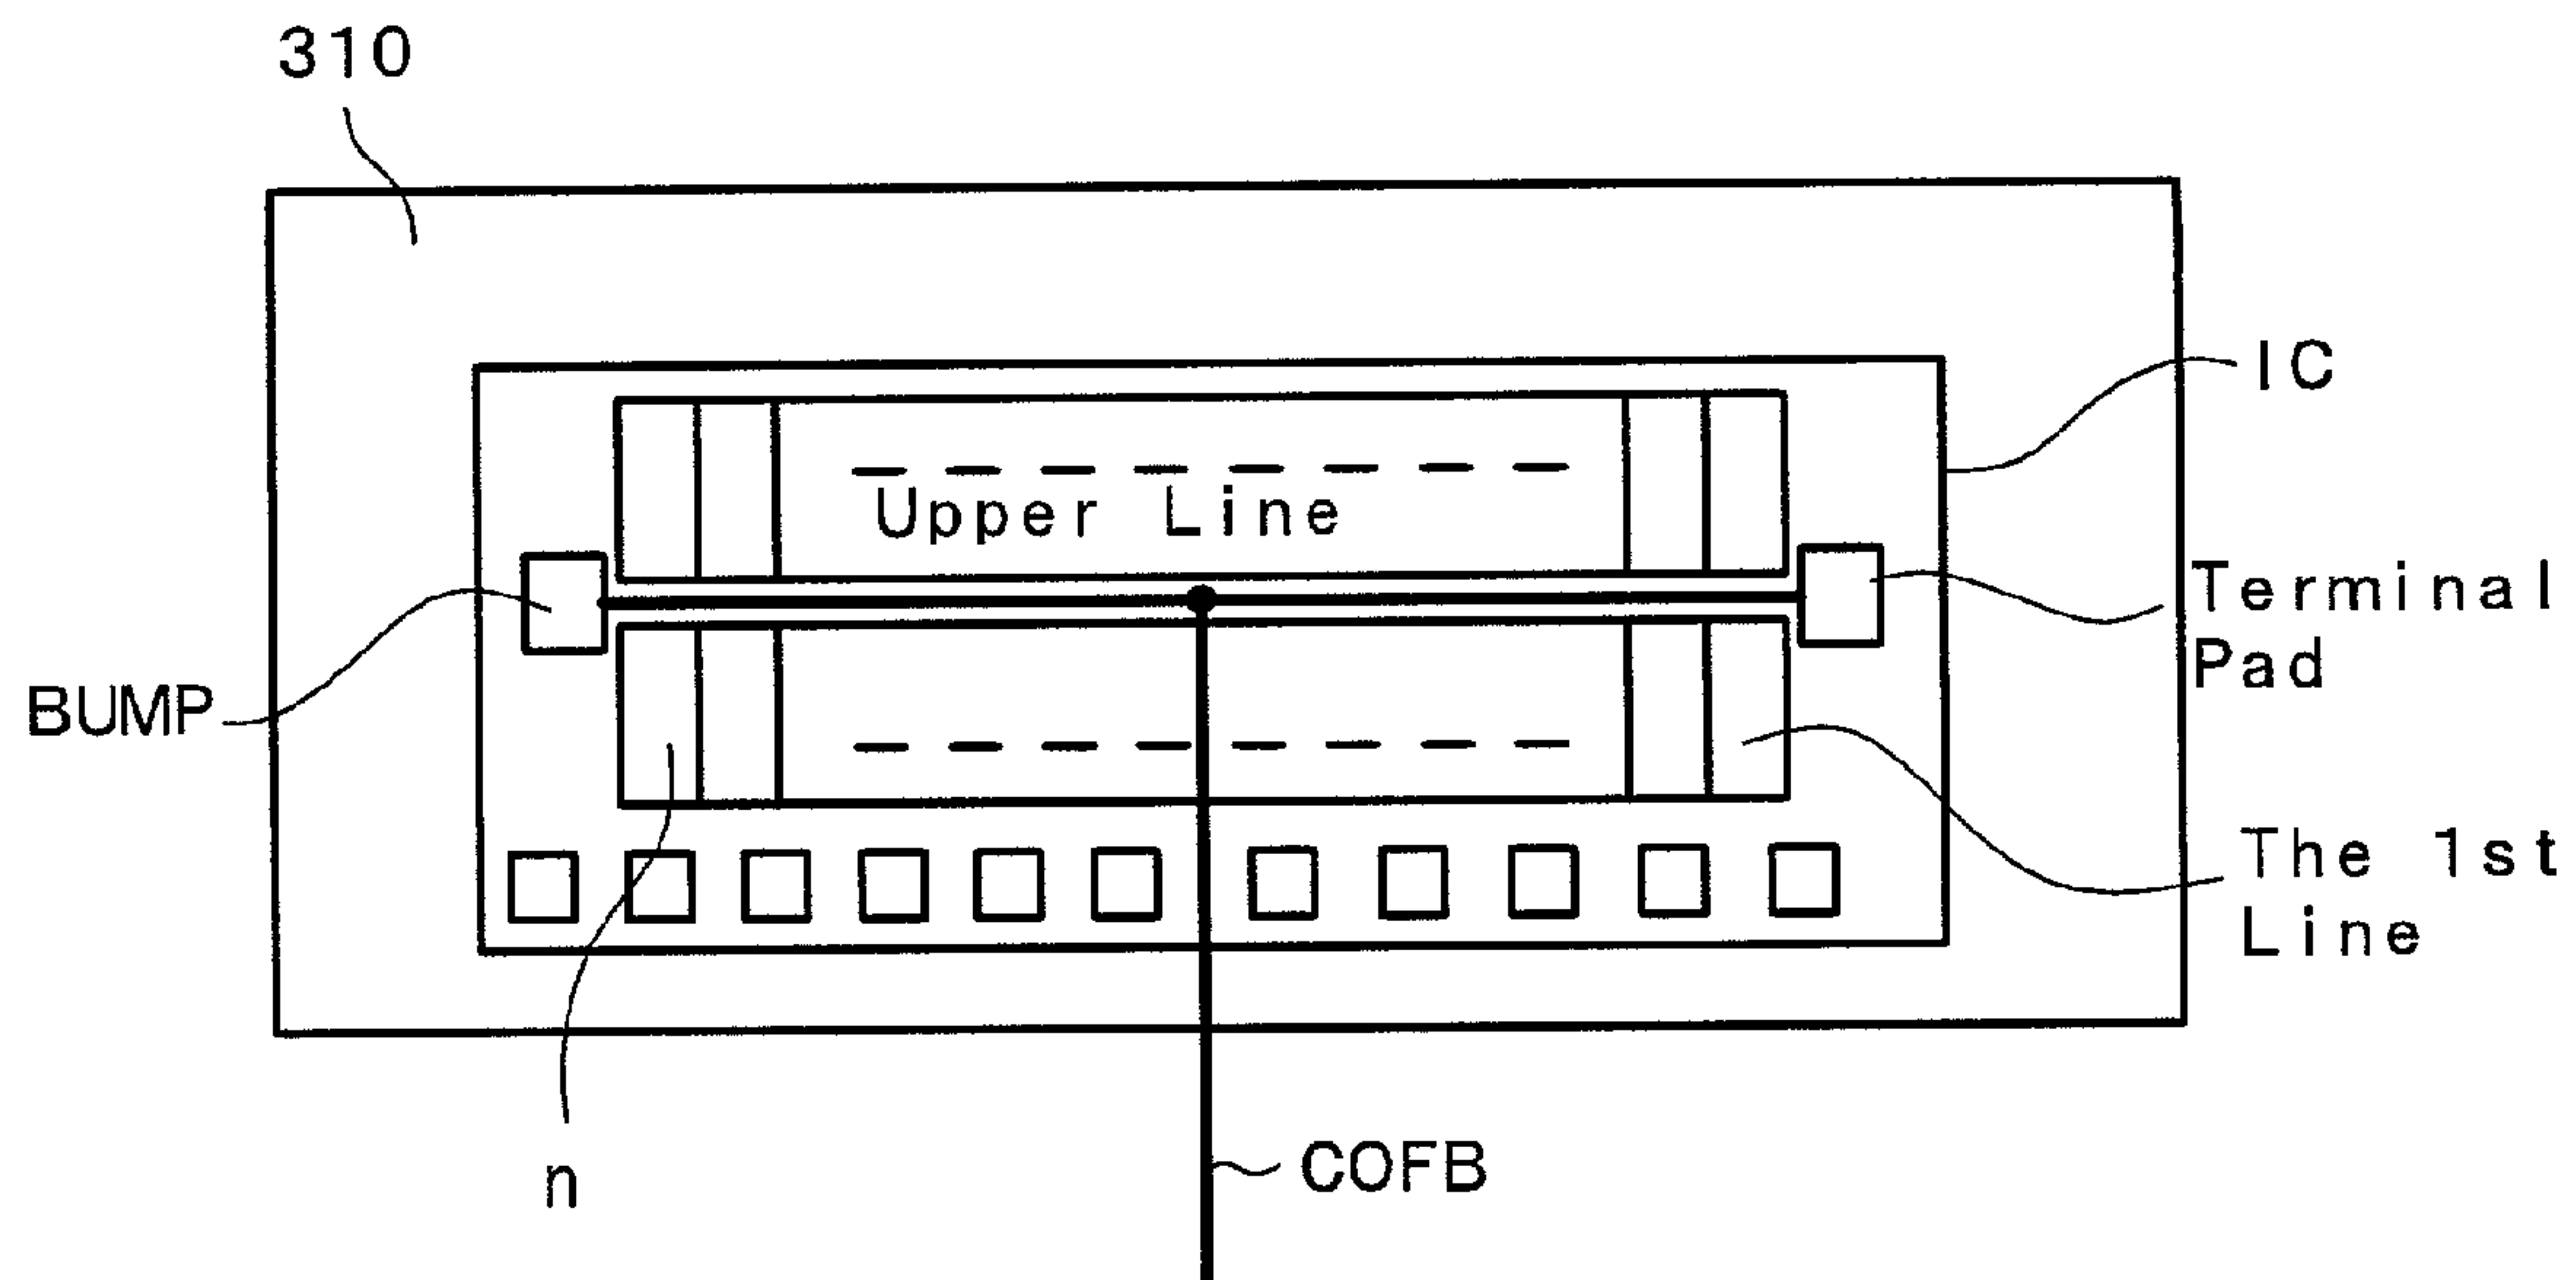 310
IC
Upper Line
Terminal
Pad
BUMP
The 1st
Line
COFB
n